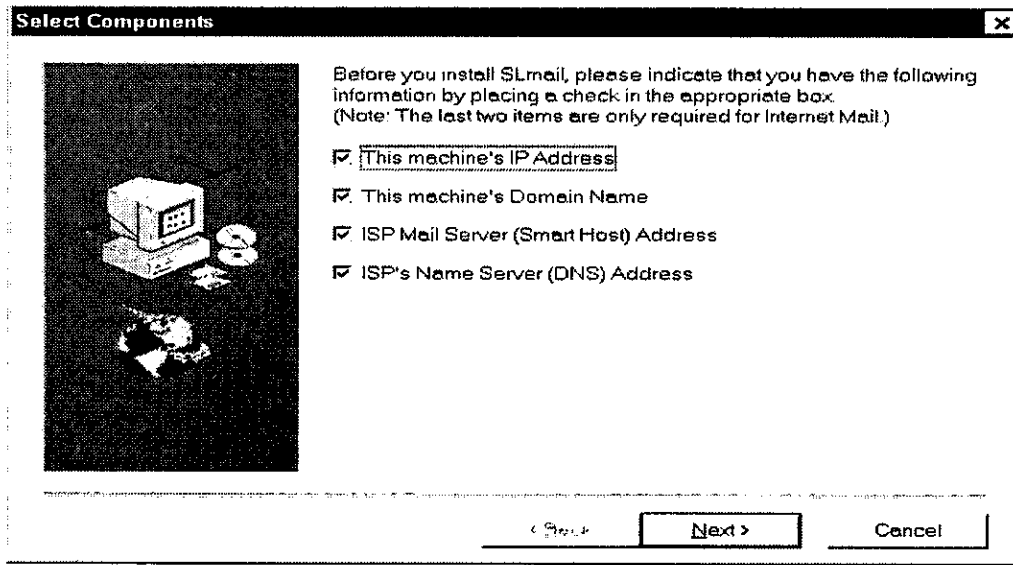 Select Components
Before you install SLmail, please indicate that you have the following
information by placing a check in the appropriate box.
(Note: The last two items are only required for Internet Mail.)
This machine's IP Address
This machine's Domain Name
ISP Mail Server (Smart Host) Address
ISP's Name Server (DNS) Address
< Back
Next >
Cancel